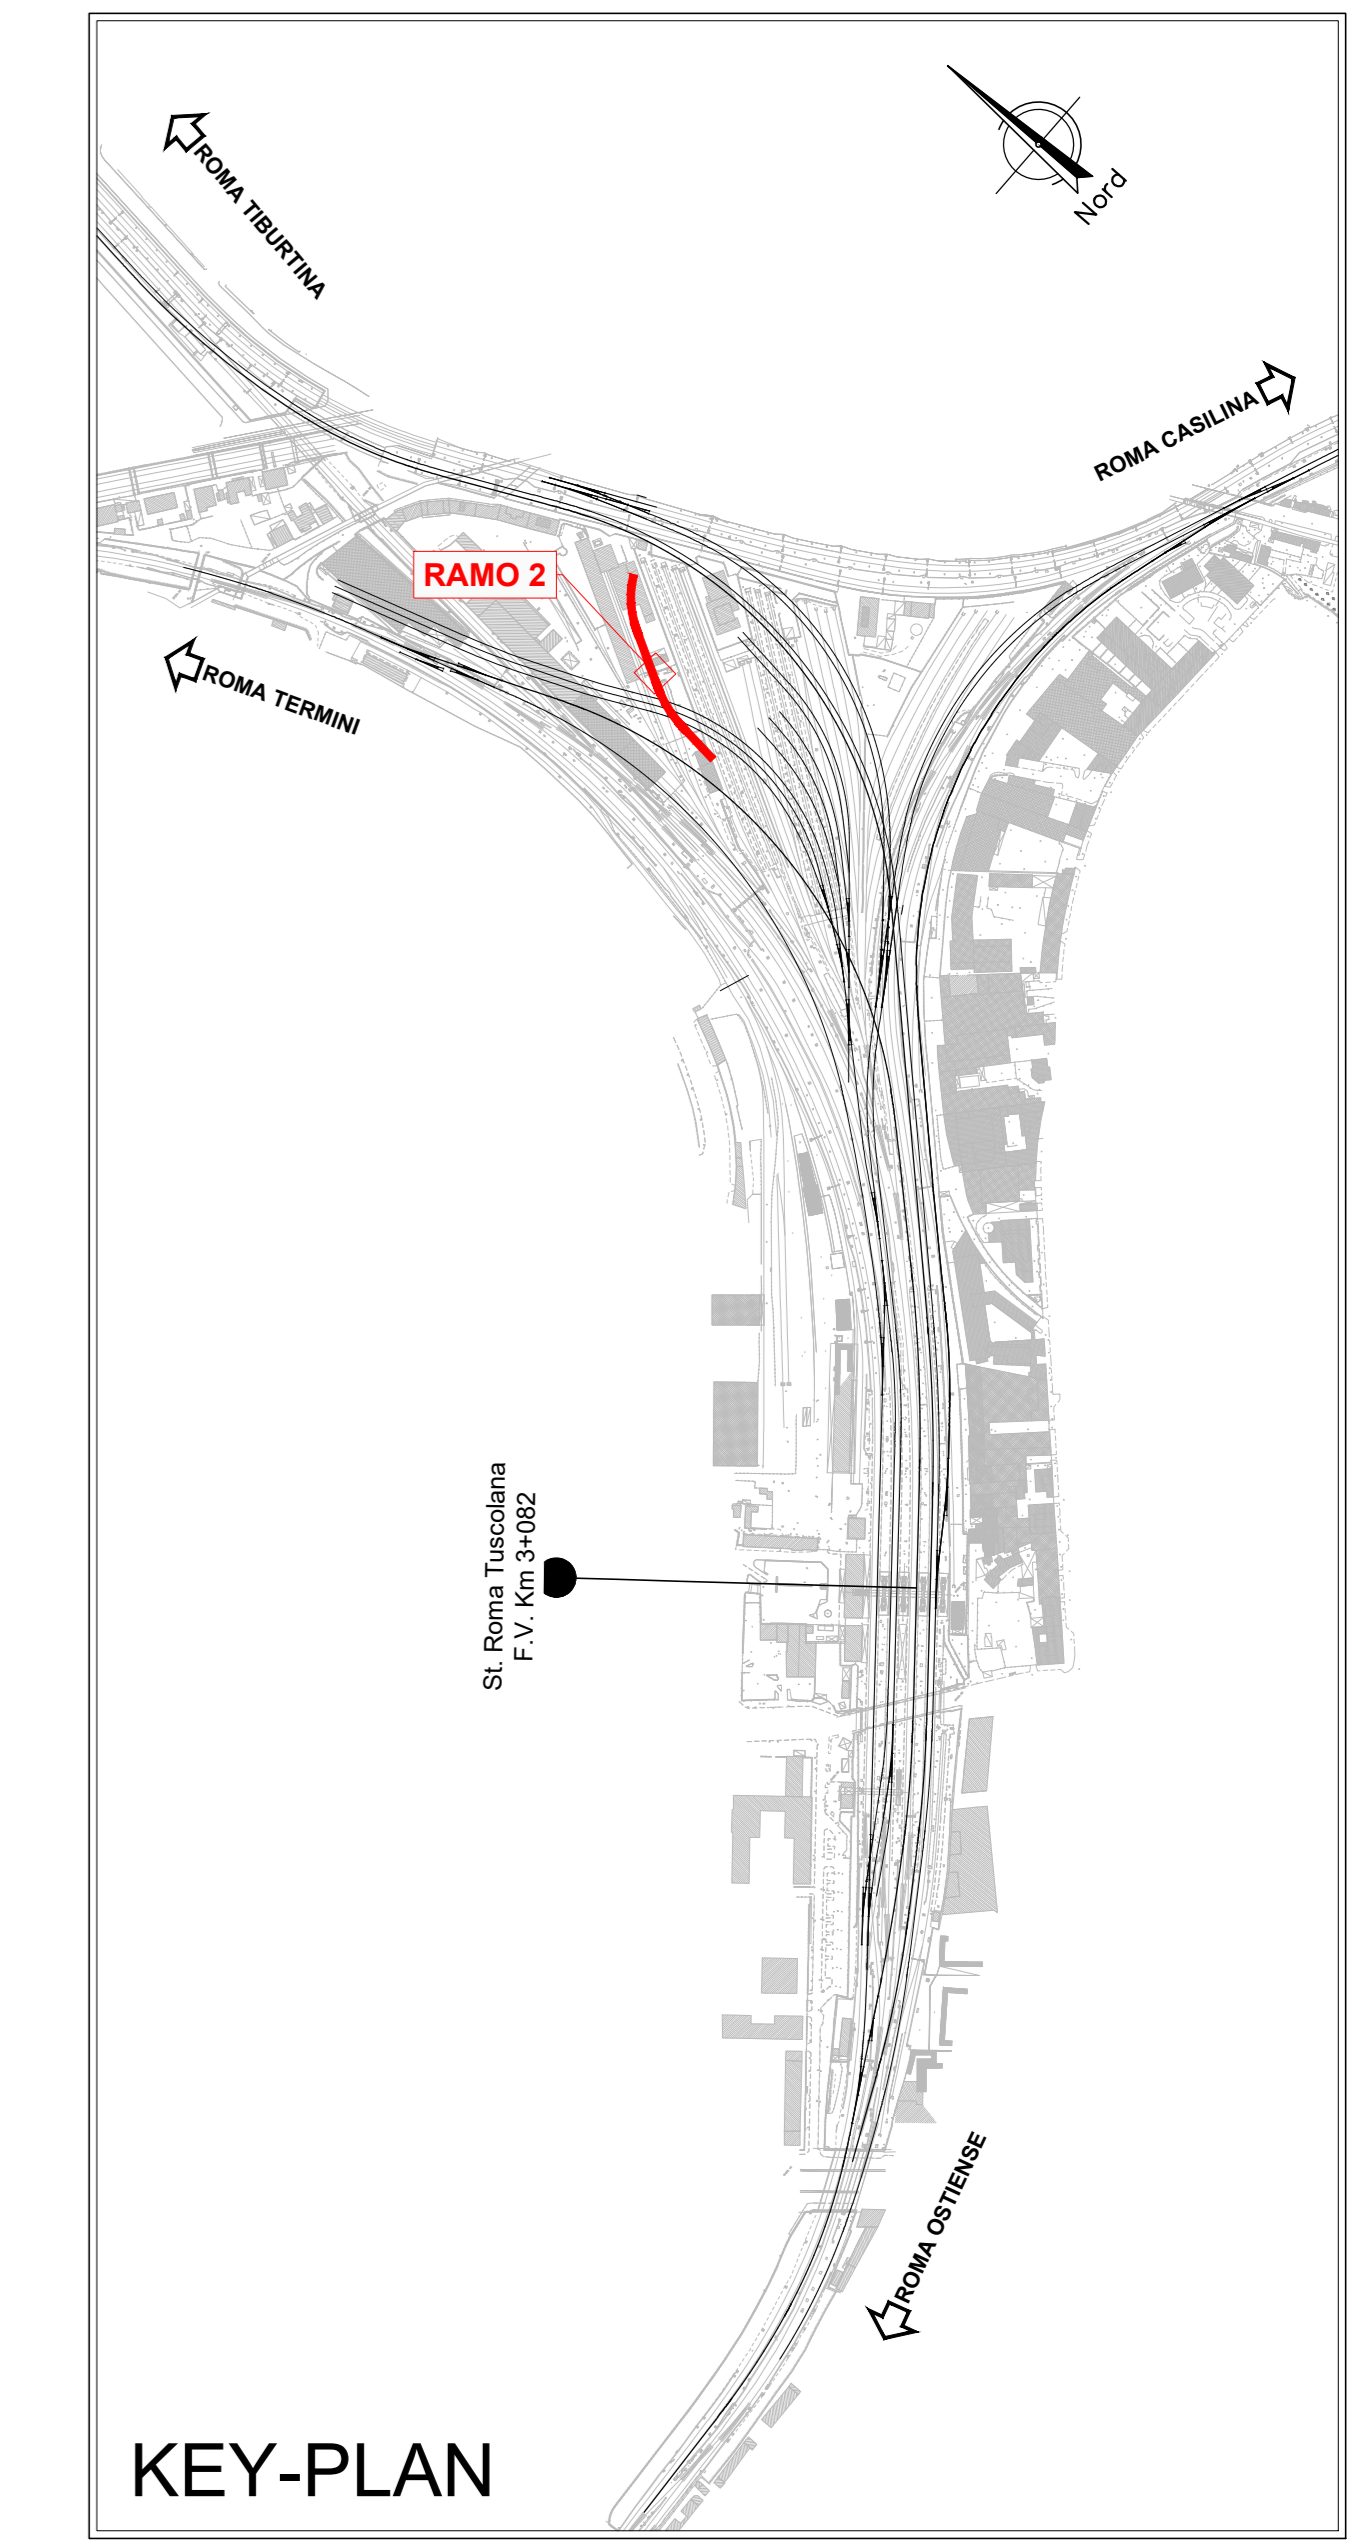 Nord
ROMA TIBURTINA
ROMA CASILINA
RAMO 2
ROMA TERMINI
St. Roma Tuscolana
F.V. Km 3+082
ROMA OSTIENSE
KEY-PLAN